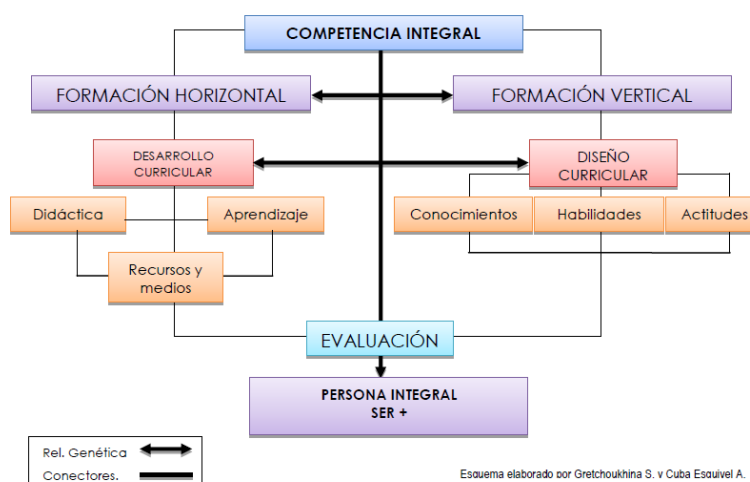 COMPETENCIA INTEGRAL
FORMACIÓN HORIZONTAL
FORMACIÓN VERTICAL
DESARROLLO
CURRICULAR
DISEÑO
CURRICULAR
Didáctica
Aprendizaje
Conocimientos
Habilidades
Actitudes
Recursos y
medios
EVALUACIÓN
PERSONA INTEGRAL
SER +
Rel. Genética
Conectores.
Esquema elaborado por Gretchoukhina S. y Cuba Esquivel A.